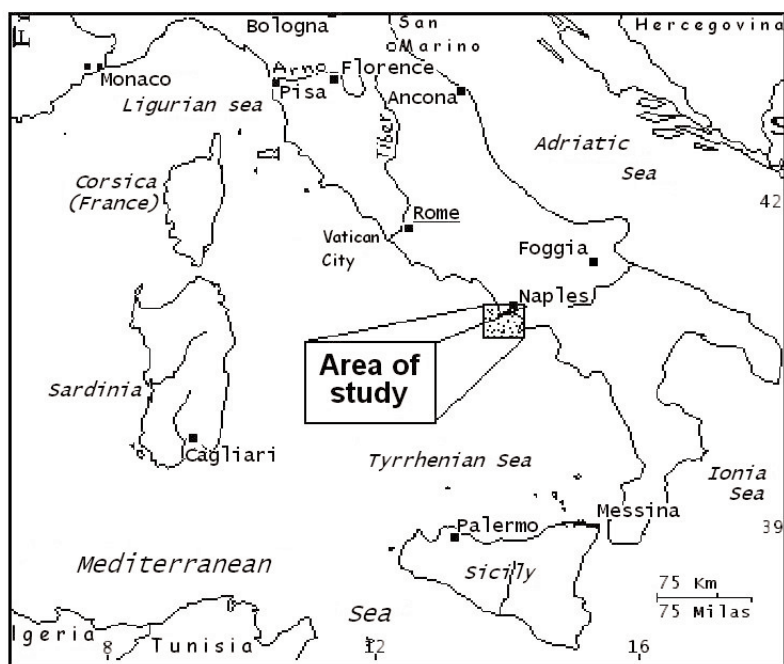 Bologna
San
Marino
Hercegovina
Monaco
Arno
Florence
Pisa
Ancona
Ligurian sea
Tiber
Adriatic
Sea
Corsica
(France)
42
Rome
Vatican
City
Foggia
Naples
Area of
study
Sardinia
Cagliari
Tyrrhenian Sea
Ionia
Sea
Messina
Palermo
39
Mediterranean
Sicily
75 Km
75 Milas
Sea
lgeria
8
Tunisia
12
16